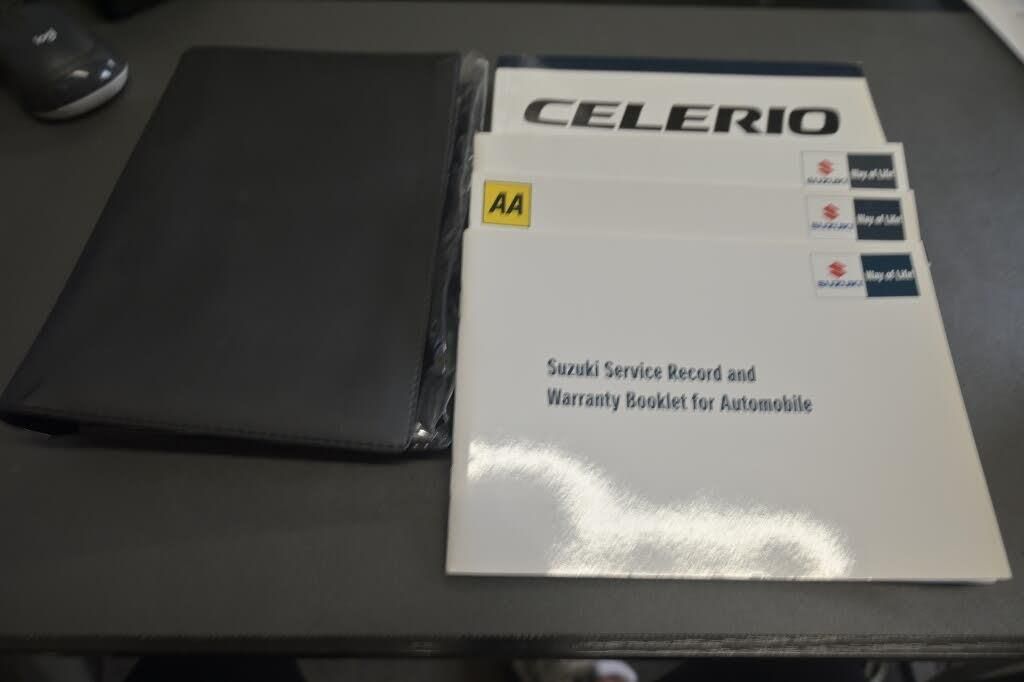 logi
CELERIO
SUZUKI Way of Life!
AA
SUZUKI Way of Life!
SUZUKI Way of Life!
Suzuki Service Record and
Warranty Booklet for Automobile